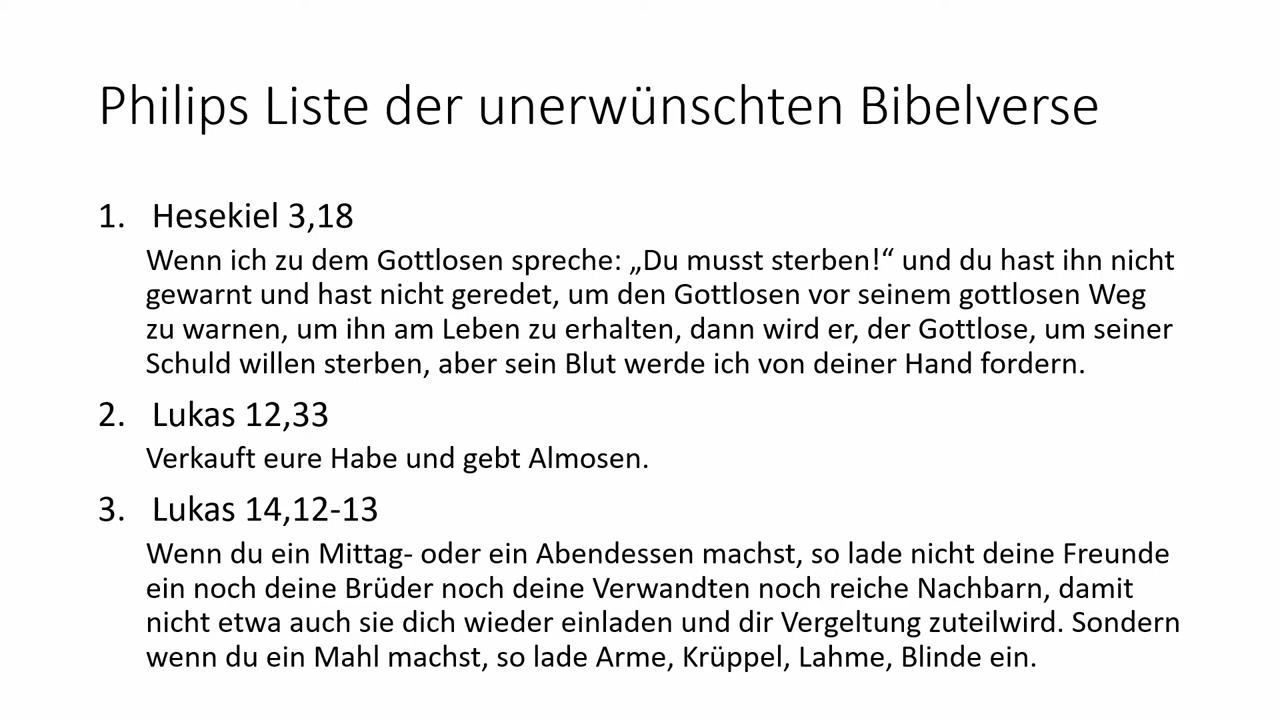 Philips Liste der unerwünschten Bibelverse
1. Hesekiel 3,18
Wenn ich zu dem Gottlosen spreche: „Du musst sterben!“ und du hast ihn nicht
gewarnt und hast nicht geredet, um den Gottlosen vor seinem gottlosen Weg
zu warnen, um ihn am Leben zu erhalten, dann wird er, der Gottlose, um seiner
Schuld willen sterben, aber sein Blut werde ich von deiner Hand fordern.
2. Lukas 12,33
Verkauft eure Habe und gebt Almosen.
3. Lukas 14,12-13
Wenn du ein Mittag- oder ein Abendessen machst, so lade nicht deine Freunde
ein noch deine Brüder noch deine Verwandten noch reiche Nachbarn, damit
nicht etwa auch sie dich wieder einladen und dir Vergeltung zuteilwird. Sondern
wenn du ein Mahl machst, so lade Arme, Krüppel, Lahme, Blinde ein.